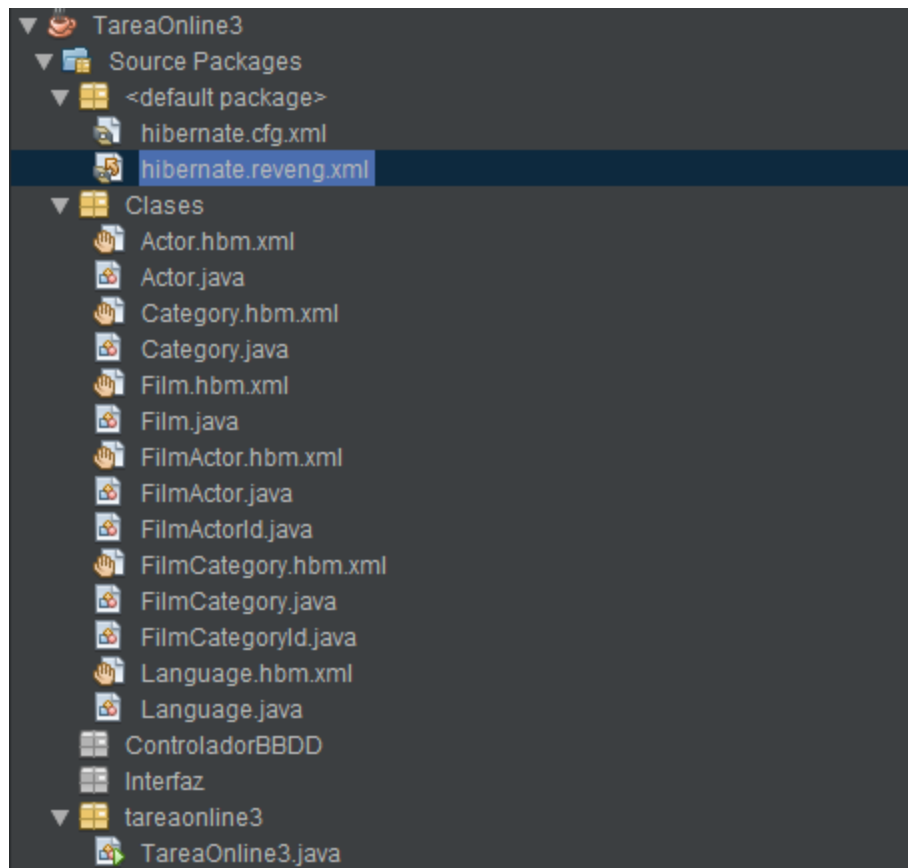 TareaOnline3
Source Packages
<default package>
hibernate.cfg.xml
hibernate.reveng.xml
Clases
Actor.hbm.xml
Actor.java
Category.hbm.xml
Category.java
Film.hbm.xml
Film.java
FilmActor.hbm.xml
FilmActor.java
FilmActorId.java
FilmCategory.hbm.xml
FilmCategory.java
FilmCategoryId.java
Language.hbm.xml
Language.java
ControladorBBDD
Interfaz
tareaonline3
TareaOnline3.java